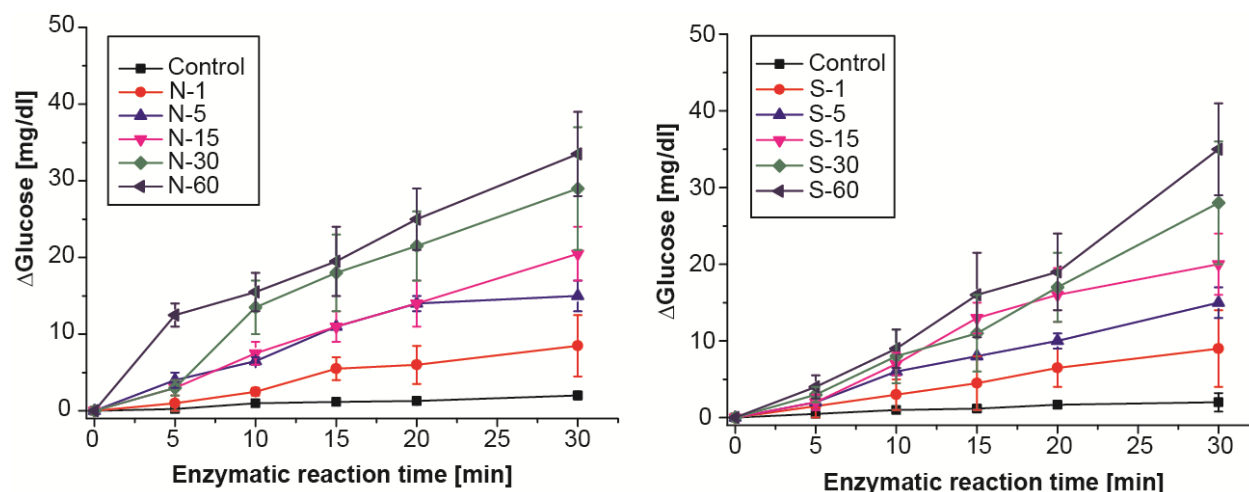 50
40
30
20
10
0
ΔGlucose [mg/dl]
Control
N-1
N-5
N-15
N-30
N-60
0 5 10 15 20 25 30
Enzymatic reaction time [min]
50
40
30
20
10
0
ΔGlucose [mg/dl]
Control
S-1
S-5
S-15
S-30
S-60
0 5 10 15 20 25 30
Enzymatic reaction time [min]